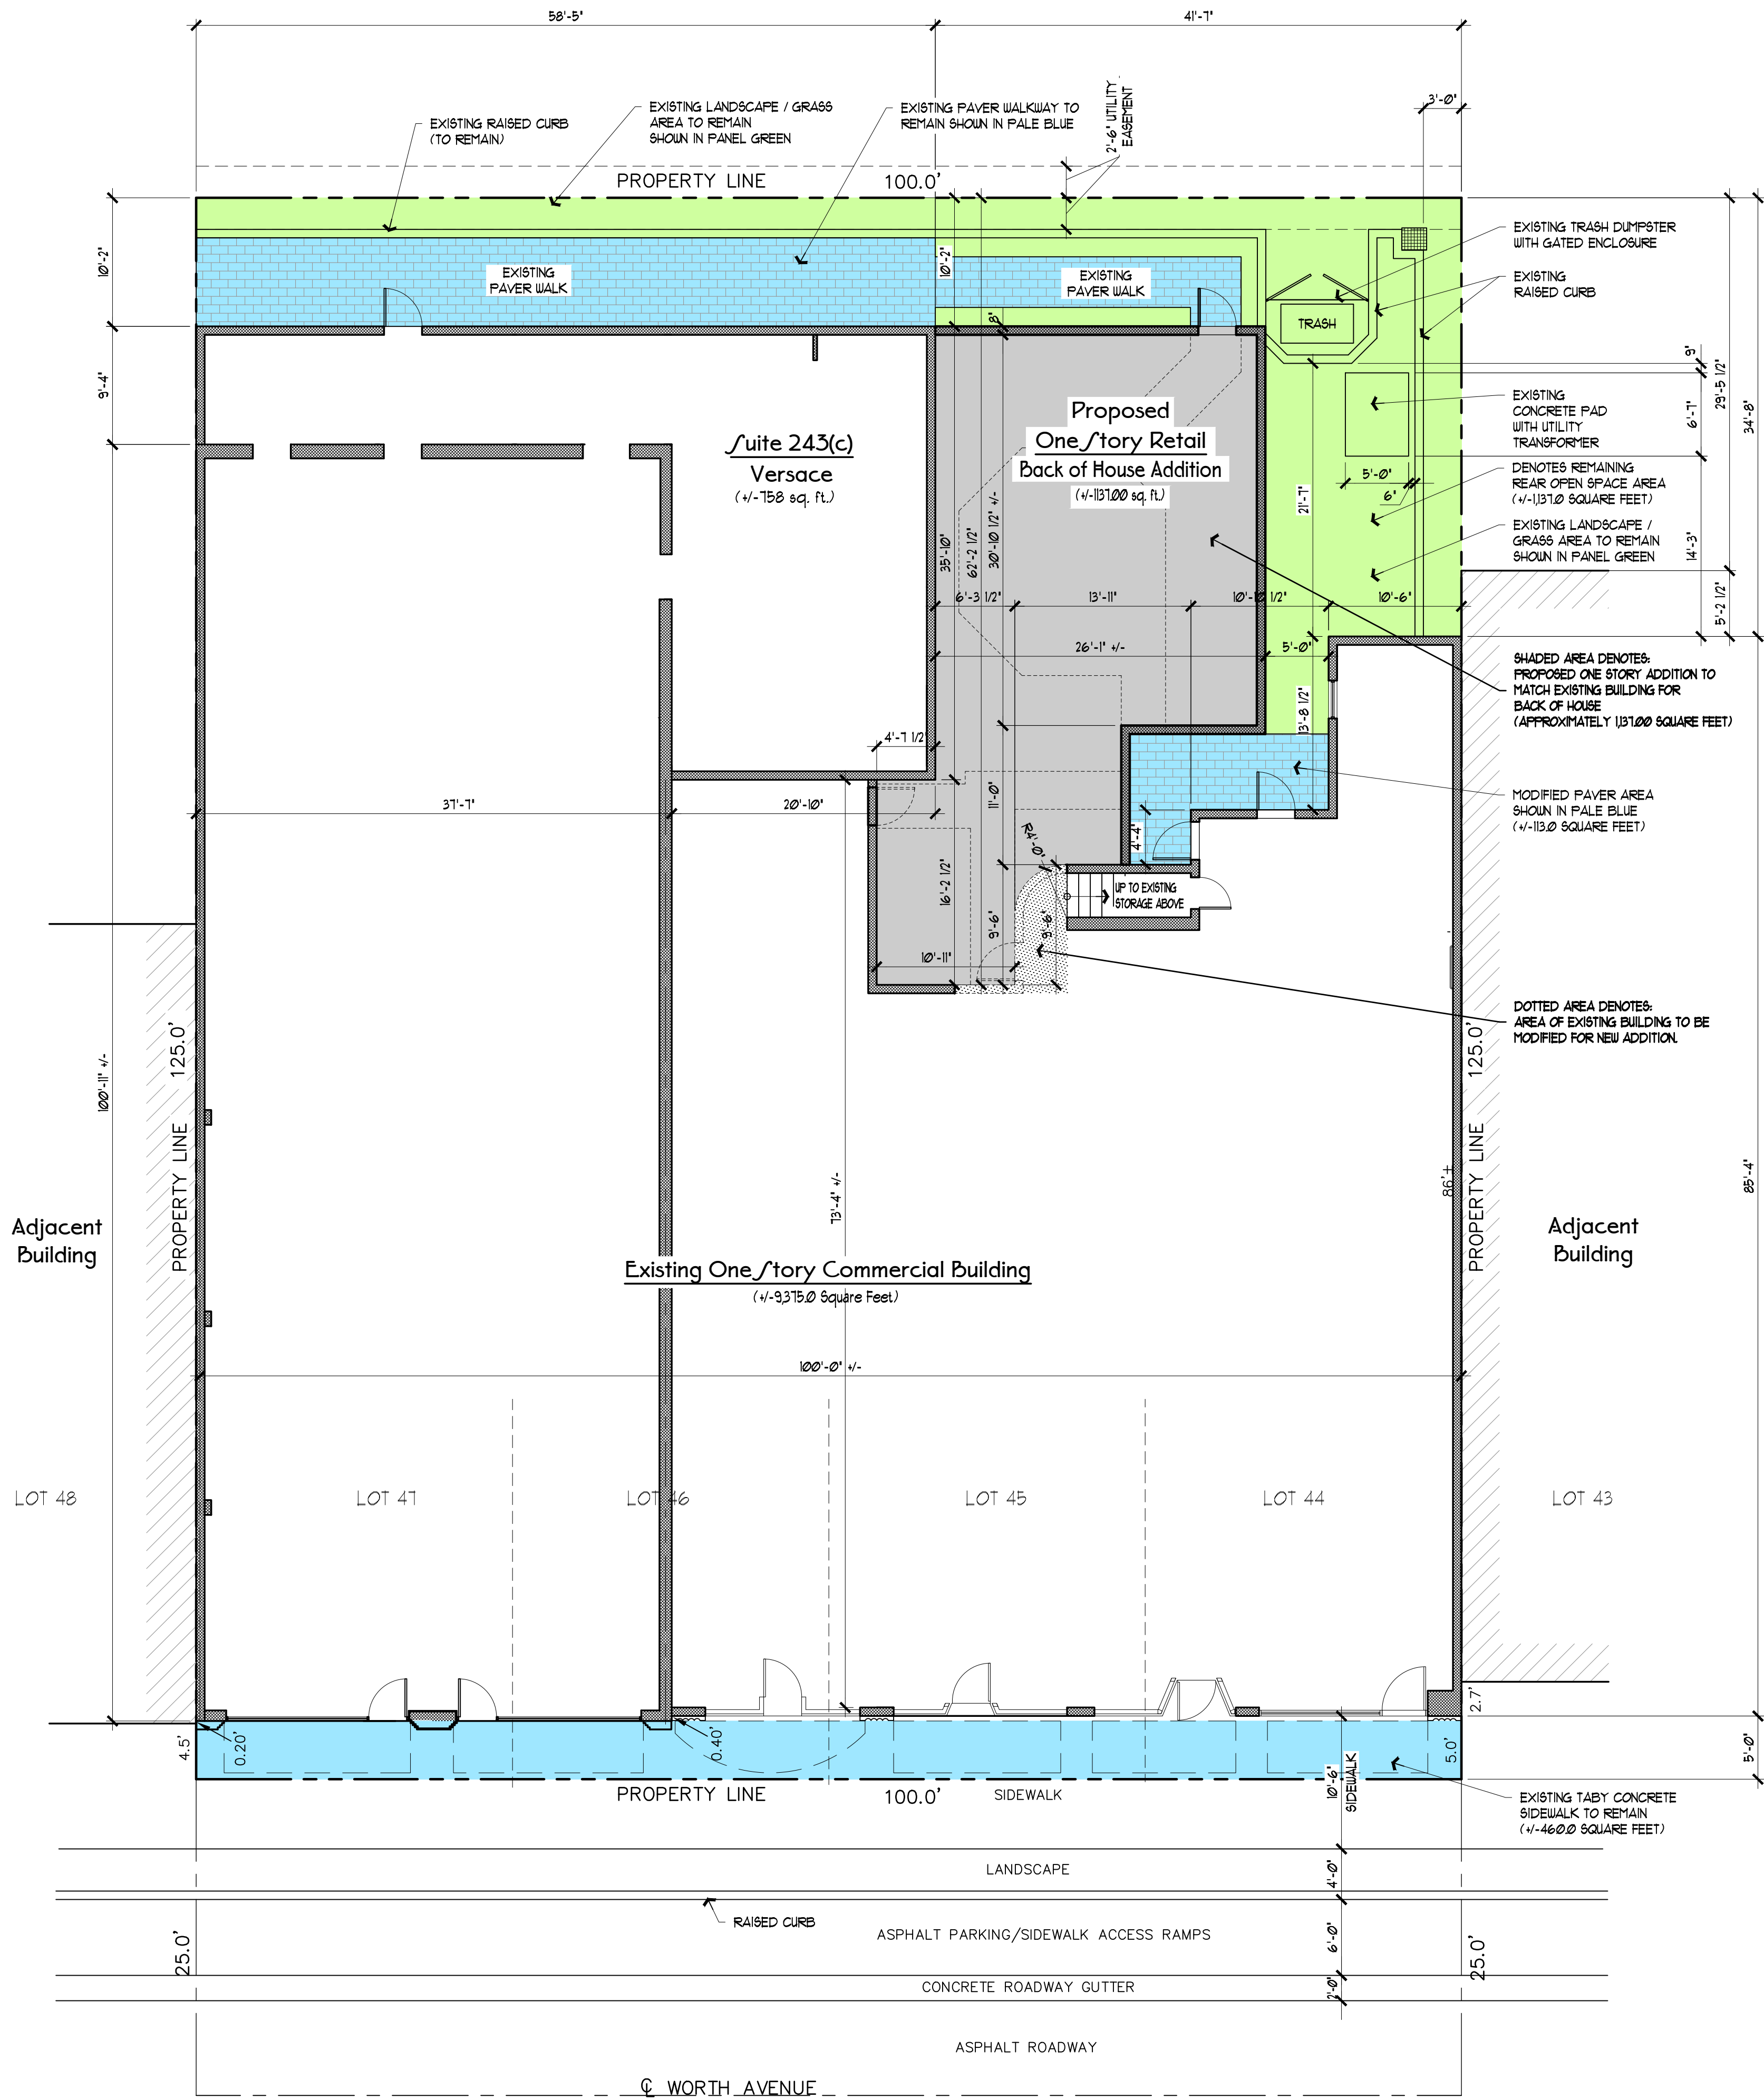 58'-5"
41'-7"
3'-0"
2'-6" UTILITY
EASEMENT
EXISTING RAISED CURB
(TO REMAIN)
EXISTING LANDSCAPE / GRASS
AREA TO REMAIN
SHOWN IN PANEL GREEN
EXISTING PAVER WALKWAY TO
REMAIN SHOWN IN PALE BLUE
PROPERTY LINE 100.0'
10'-2"
EXISTING
PAVER WALK
10'-2"
EXISTING
PAVER WALK
8"
TRASH
EXISTING TRASH DUMPSTER
WITH GATED ENCLOSURE
EXISTING
RAISED CURB
9'-4"
9"
29'-5 1/2"
34'-8"
6'-7"
Suite 243(c)
Versace
(+/-758 sq. ft.)
Proposed
One Story Retail
Back of House Addition
(+/-1137.00 sq. ft.)
EXISTING
CONCRETE PAD
WITH UTILITY
TRANSFORMER
5'-0"
6"
21'-7"
DENOTES REMAINING
REAR OPEN SPACE AREA
(+/-1,137.0 SQUARE FEET)
EXISTING LANDSCAPE /
GRASS AREA TO REMAIN
SHOWN IN PANEL GREEN
14'-3"
35'-10"
62'-2 1/2"
30'-10 1/2" +/-
6'-3 1/2"
13'-11"
10'-10 1/2"
10'-6"
5'-2 1/2"
26'-1" +/-
5'-0"
SHADED AREA DENOTES:
PROPOSED ONE STORY ADDITION TO
MATCH EXISTING BUILDING FOR
BACK OF HOUSE
(APPROXIMATELY 1,137.00 SQUARE FEET)
13'-8 1/2"
4'-7 1/2"
37'-7"
20'-10"
11'-0"
MODIFIED PAVER AREA
SHOWN IN PALE BLUE
(+/-113.0 SQUARE FEET)
4'-4"
R4'-0"
16'-2 1/2"
UP TO EXISTING
STORAGE ABOVE
9'-6"
9'-6"
10'-11"
DOTTED AREA DENOTES:
AREA OF EXISTING BUILDING TO BE
MODIFIED FOR NEW ADDITION.
100'-11" +/-
PROPERTY LINE 125.0'
73'-4" +/-
86'+
PROPERTY LINE 125.0'
85'-4"
Adjacent
Building
Adjacent
Building
Existing One Story Commercial Building
(+/-9,375.0 Square Feet)
100'-0" +/-
LOT 48
LOT 47
LOT 46
LOT 45
LOT 44
LOT 43
2.7'
4.5'
0.20'
0.40'
5.0'
5'-0"
10'-6"
SIDEWALK
PROPERTY LINE 100.0'
SIDEWALK
EXISTING TABY CONCRETE
SIDEWALK TO REMAIN
(+/-460.0 SQUARE FEET)
LANDSCAPE
4'-0"
RAISED CURB
25.0'
ASPHALT PARKING/SIDEWALK ACCESS RAMPS
6'-0"
25.0'
CONCRETE ROADWAY GUTTER
2'-0"
ASPHALT ROADWAY
℄ WORTH AVENUE